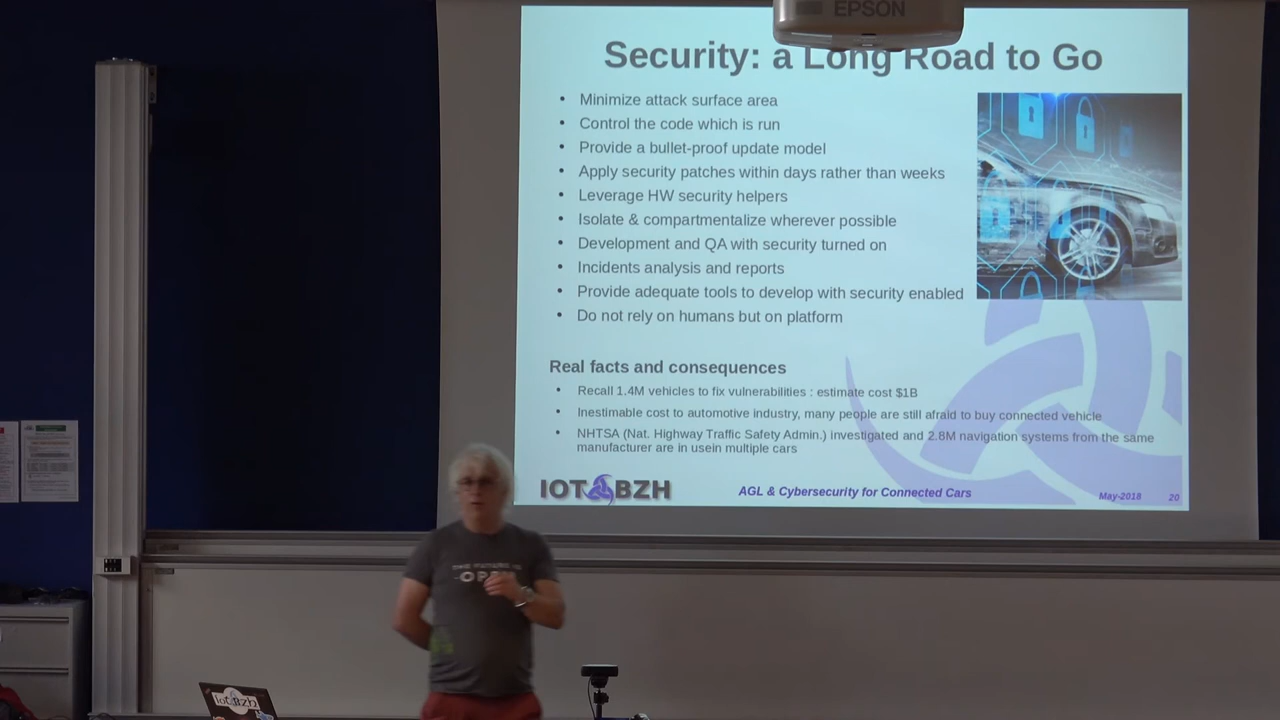 EPSON
Security: a Long Road to Go
• Minimize attack surface area
• Control the code which is run
• Provide a bullet-proof update model
• Apply security patches within days rather than weeks
• Leverage HW security helpers
• Isolate & compartmentalize wherever possible
• Development and QA with security turned on
• Incidents analysis and reports
• Provide adequate tools to develop with security enabled
• Do not rely on humans but on platform
Real facts and consequences
• Recall 1.4M vehicles to fix vulnerabilities : estimate cost $1B
• Inestimable cost to automotive industry, many people are still afraid to buy connected vehicle
• NHTSA (Nat. Highway Traffic Safety Admin.) investigated and 2.8M navigation systems from the same
manufacturer are in usein multiple cars
IOT BZH
AGL & Cybersecurity for Connected Cars
May-2018
20
THE FUTURE IS
OPEN
IoT.Bzh